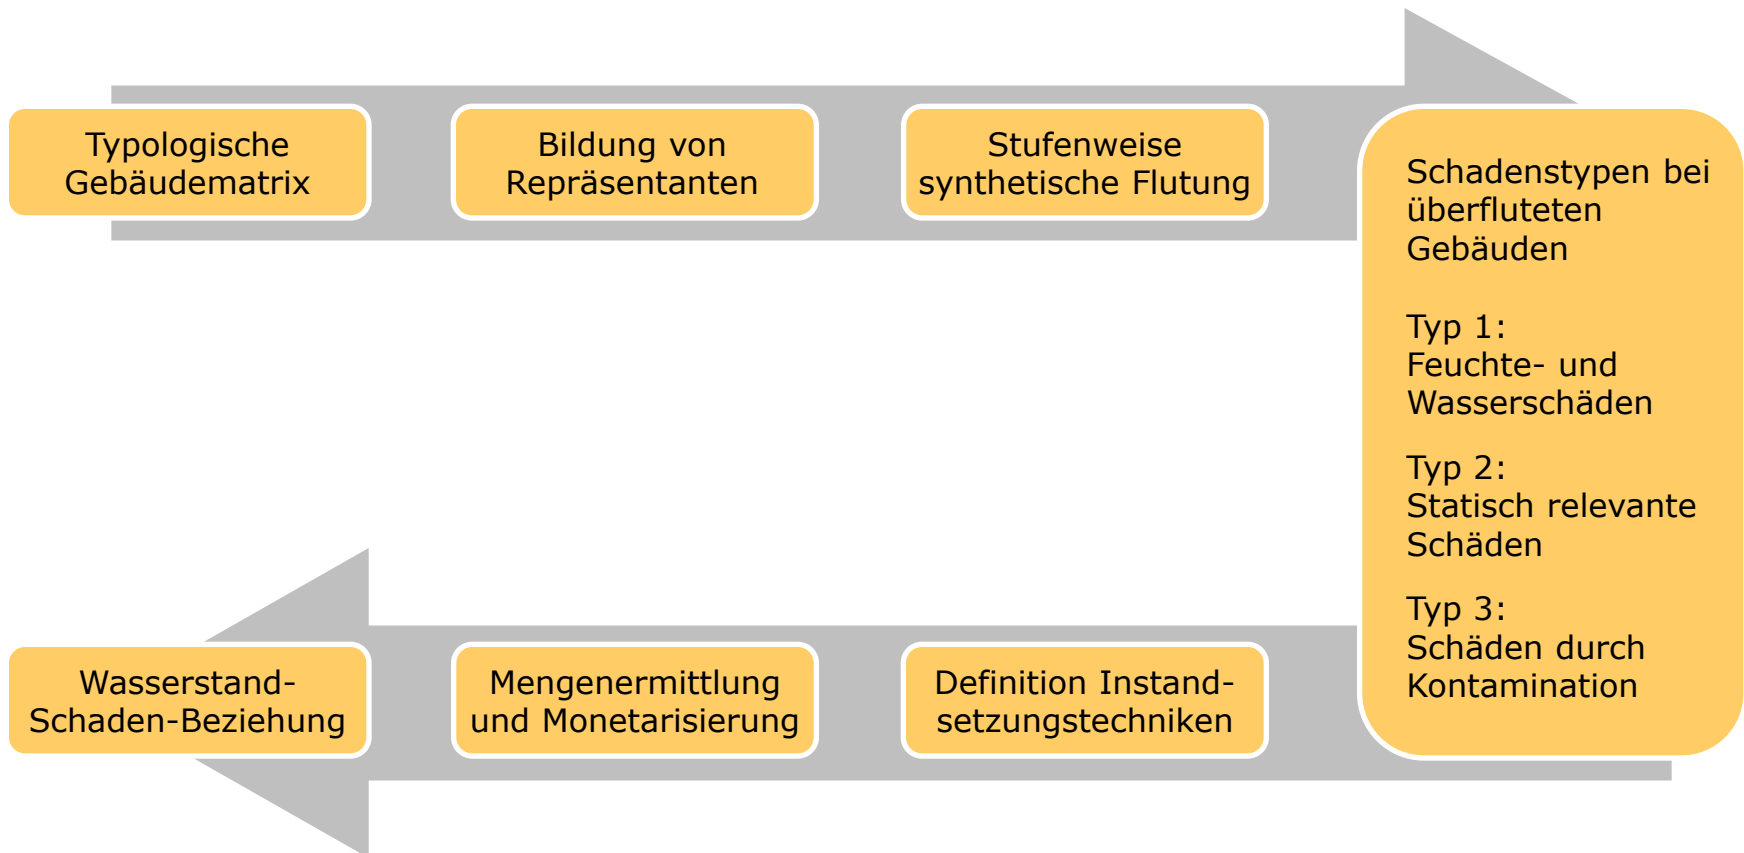 Typologische
Gebäudematrix
Bildung von
Repräsentanten
Stufenweise
synthetische Flutung
Schadenstypen bei
überfluteten
Gebäuden
Typ 1:
Feuchte- und
Wasserschäden
Typ 2:
Statisch relevante
Schäden
Typ 3:
Schäden durch
Kontamination
Definition Instand-
setzungstechniken
Mengenermittlung
und Monetarisierung
Wasserstand-
Schaden-Beziehung